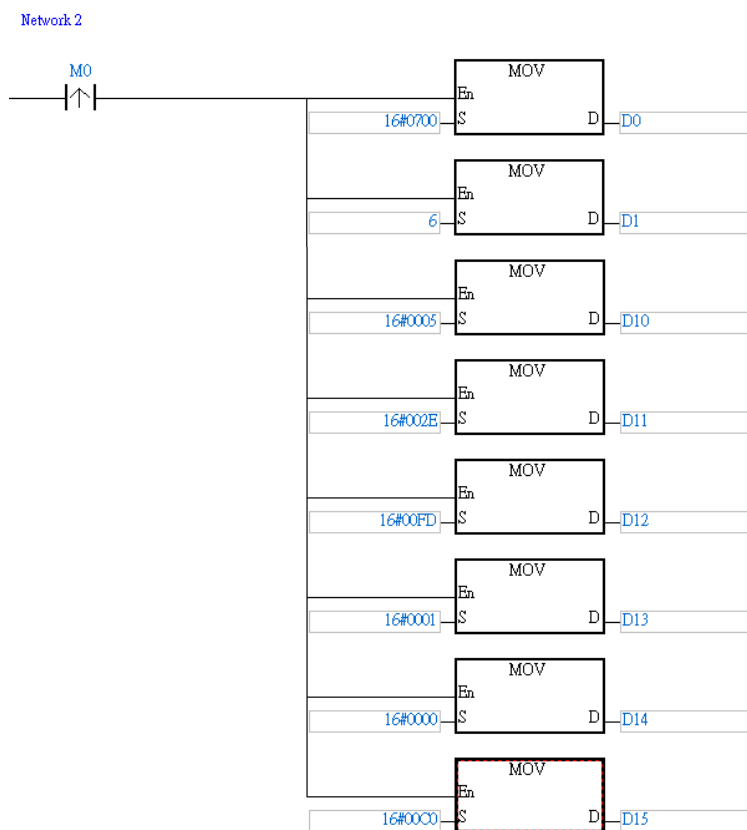 Network 2
M0
MOV
En
16#0700 S D D0
MOV
En
6 S D D1
MOV
En
16#0005 S D D10
MOV
En
16#002E S D D11
MOV
En
16#00FD S D D12
MOV
En
16#0001 S D D13
MOV
En
16#0000 S D D14
MOV
En
16#00C0 S D D15